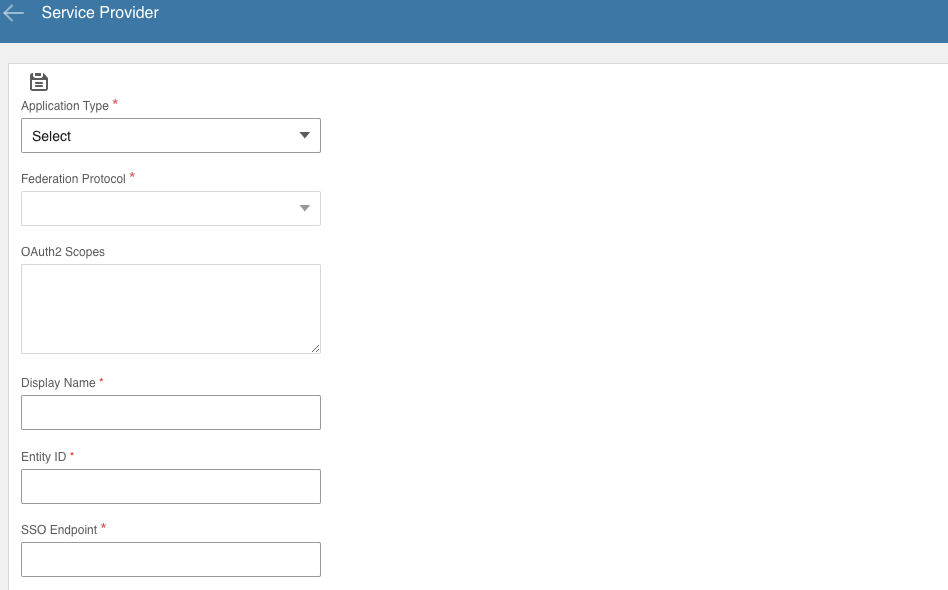 Service Provider
Application Type *
Select
Federation Protocol *
OAuth2 Scopes
Display Name *
Entity ID *
SSO Endpoint *